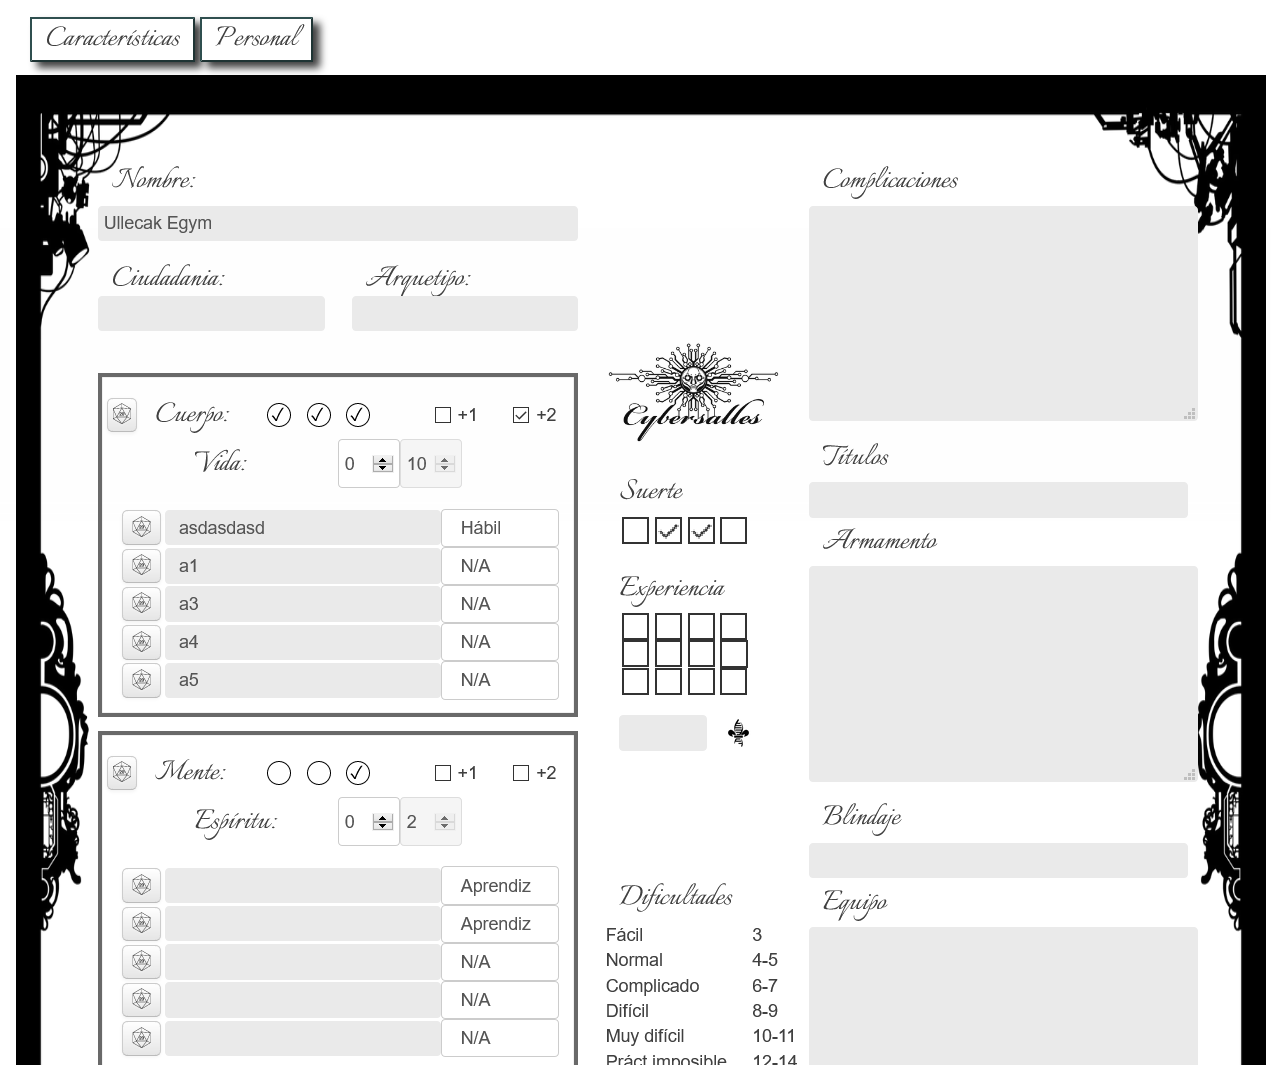 Características Personal
Nombre:
Ullecak Egym
Ciudadania: Arquetipo:
Cuerpo: +1 +2
Vida: 0 10
asdasdasd Hábil
a1 N/A
a3 N/A
a4 N/A
a5 N/A
Mente: +1 +2
Espíritu: 0 2
Aprendiz
Aprendiz
N/A
N/A
N/A
Cybersalles
Suerte
Experiencia
Dificultades
Fácil 3
Normal 4-5
Complicado 6-7
Difícil 8-9
Muy difícil 10-11
Práct imposible 12-14
Complicaciones
Títulos
Armamento
Blindaje
Equipo